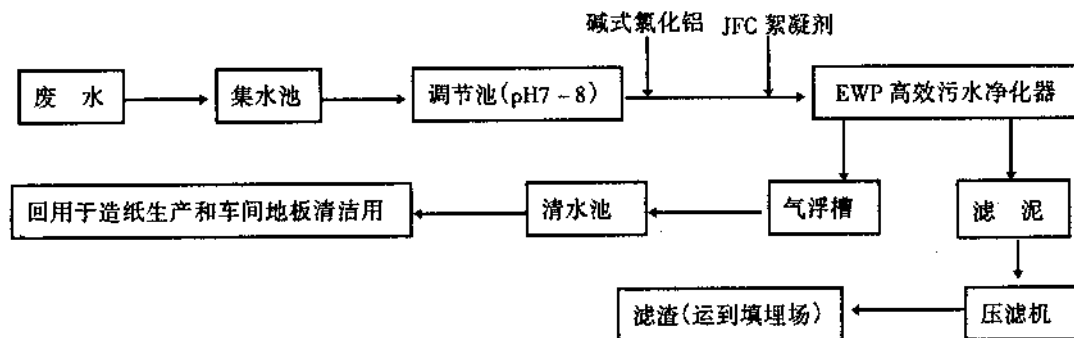 碱式氯化铝 JFC 絮凝剂
废 水
集水池
调节池(pH7-8)
EWP 高效污水净化器
回用于造纸生产和车间地板清洁用
清水池
气浮槽
滤 泥
滤渣(运到填埋场)
压滤机